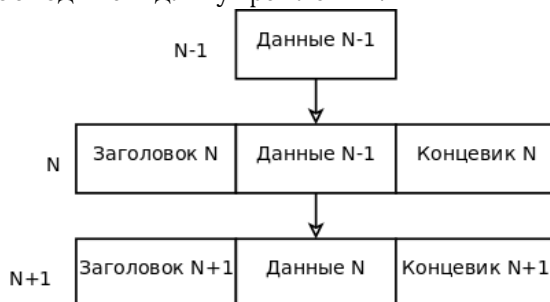 Данные N-1
N-1
Заголовок N
Данные N-1
Концевик N
N
Заголовок N+1
Данные N
Концевик N+1
N+1